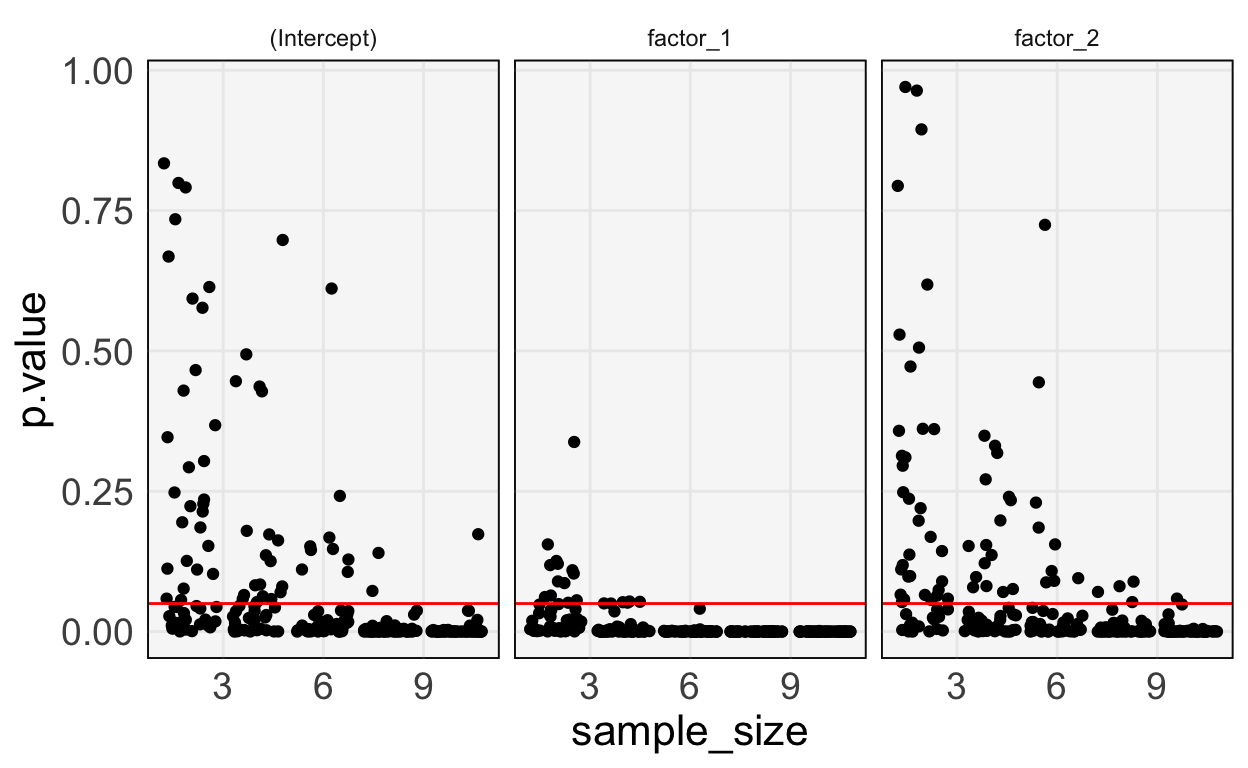 (Intercept) factor_1 factor_2
1.00
0.75
0.50
0.25
0.00
p.value
3 6 9 3 6 9 3 6 9
sample_size